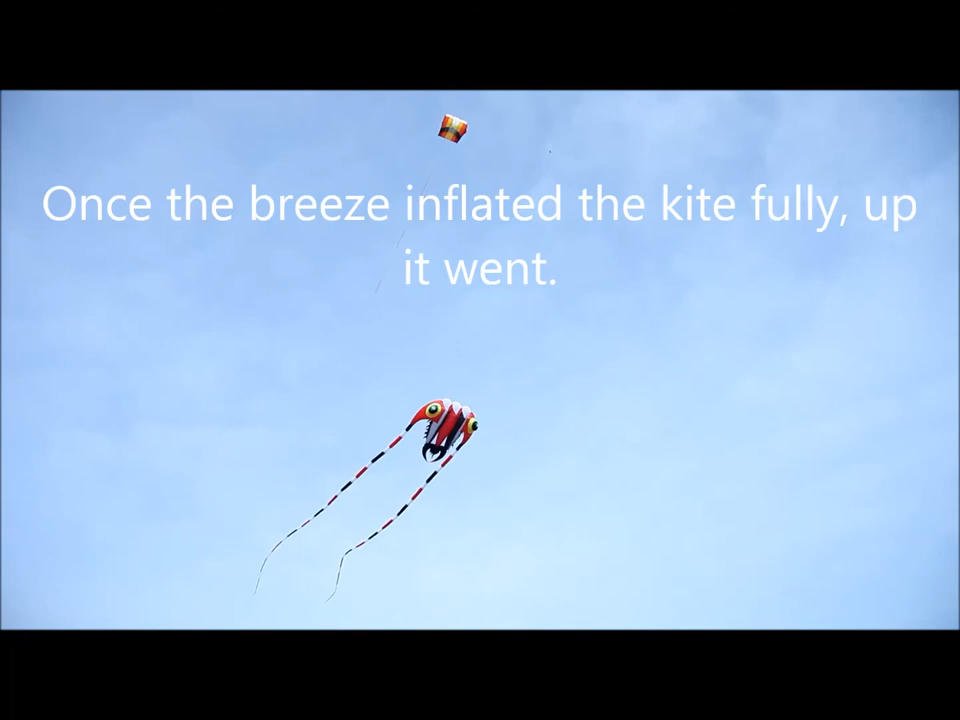 Once the breeze inflated the kite fully, up
it went.